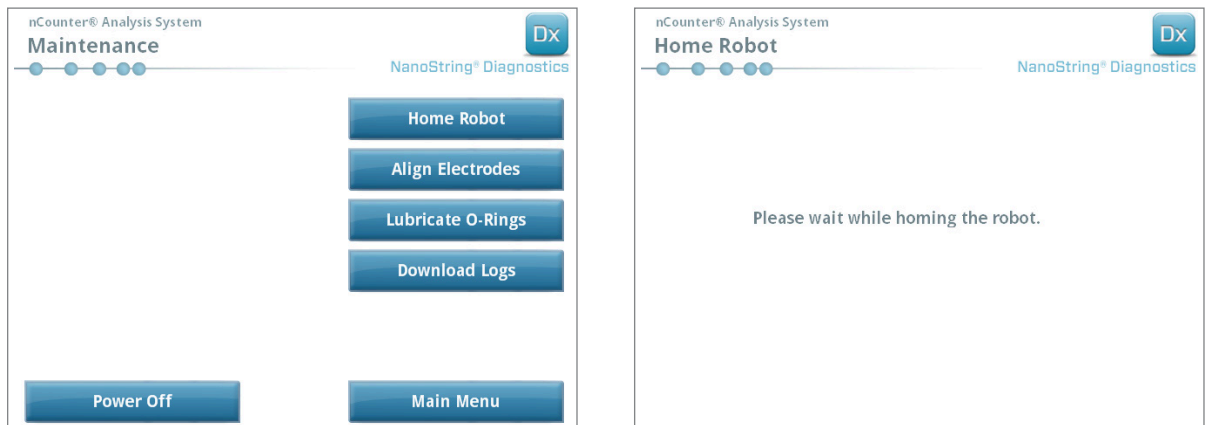 nCounter® Analysis System
Maintenance
Dx
NanoString® Diagnostics
Home Robot
Align Electrodes
Lubricate O-Rings
Download Logs
Power Off
Main Menu
nCounter® Analysis System
Home Robot
Dx
NanoString® Diagnostics
Please wait while homing the robot.